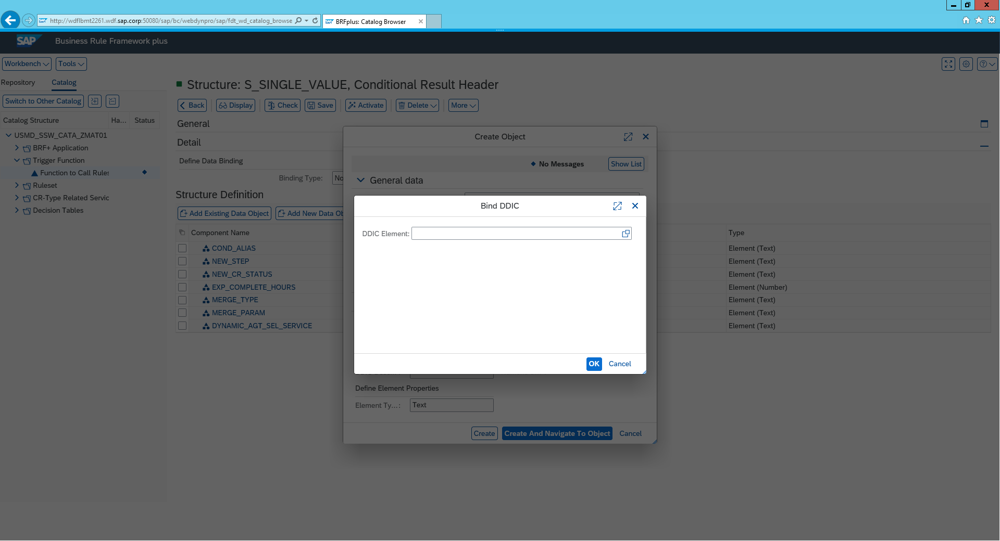 http://wdflbmt2261.wdf.sap.corp:50080/sap/bc/webdynpro/sap/fdt_wd_catalog_browse
BRFplus: Catalog Browser
SAP Business Rule Framework plus
Workbench Tools
Repository Catalog
Switch to Other Catalog
Catalog Structure Ha... Status
USMD_SSW_CATA_ZMAT01
BRF+ Application
Trigger Function
Function to Call Rules
Ruleset
CR-Type Related Servic
Decision Tables
Structure: S_SINGLE_VALUE, Conditional Result Header
Back Display Check Save Activate Delete More
General
Detail
Define Data Binding
Binding Type: No
Structure Definition
Add Existing Data Object Add New Data Ob
Component Name Type
COND_ALIAS Element (Text)
NEW_STEP Element (Text)
NEW_CR_STATUS Element (Text)
EXP_COMPLETE_HOURS Element (Number)
MERGE_TYPE Element (Text)
MERGE_PARAM Element (Text)
DYNAMIC_AGT_SEL_SERVICE Element (Text)
Create Object
No Messages Show List
General data
Bind DDIC
DDIC Element:
OK Cancel
Define Element Properties
Element Ty...: Text
Create Create And Navigate To Object Cancel